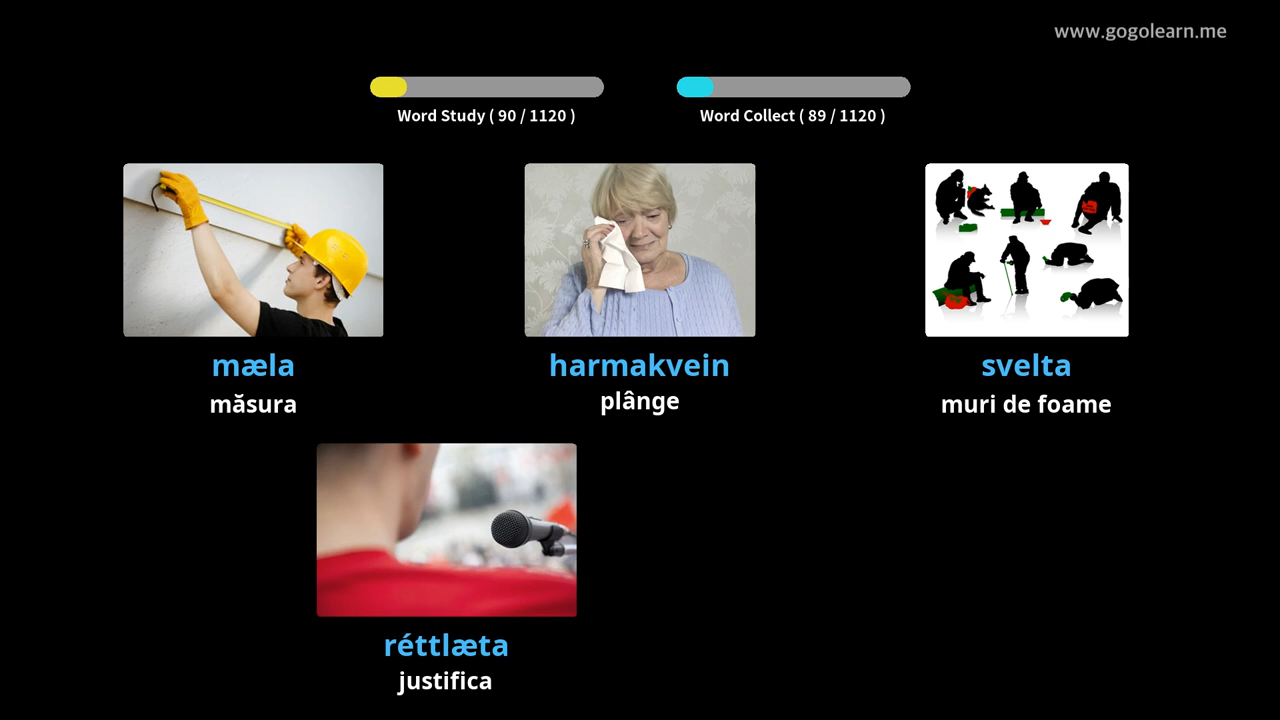 www.gogolearn.me
Word Study ( 90 / 1120 )
Word Collect ( 89 / 1120 )
mæla
măsura
harmakvein
plânge
svelta
muri de foame
réttlæta
justifica